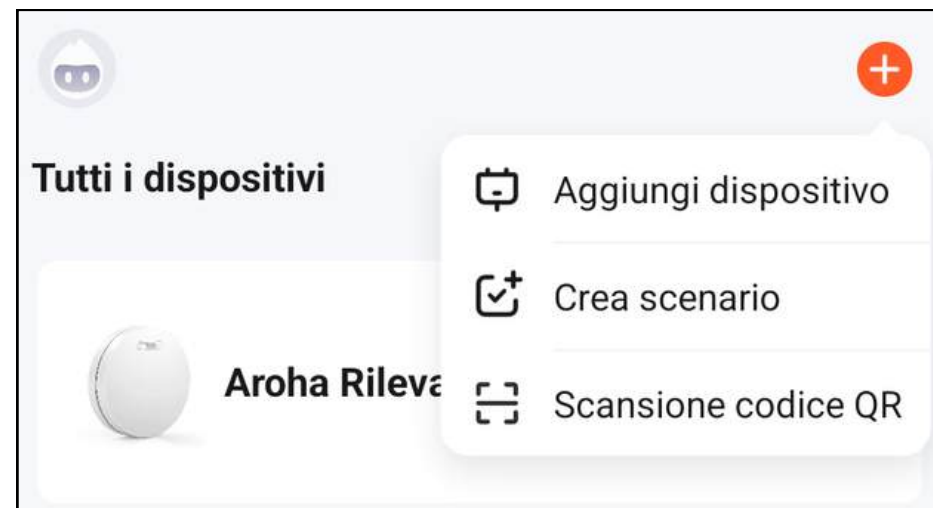 Tutti i dispositivi
Aggiungi dispositivo
Crea scenario
Aroha Rileva
Scansione codice QR